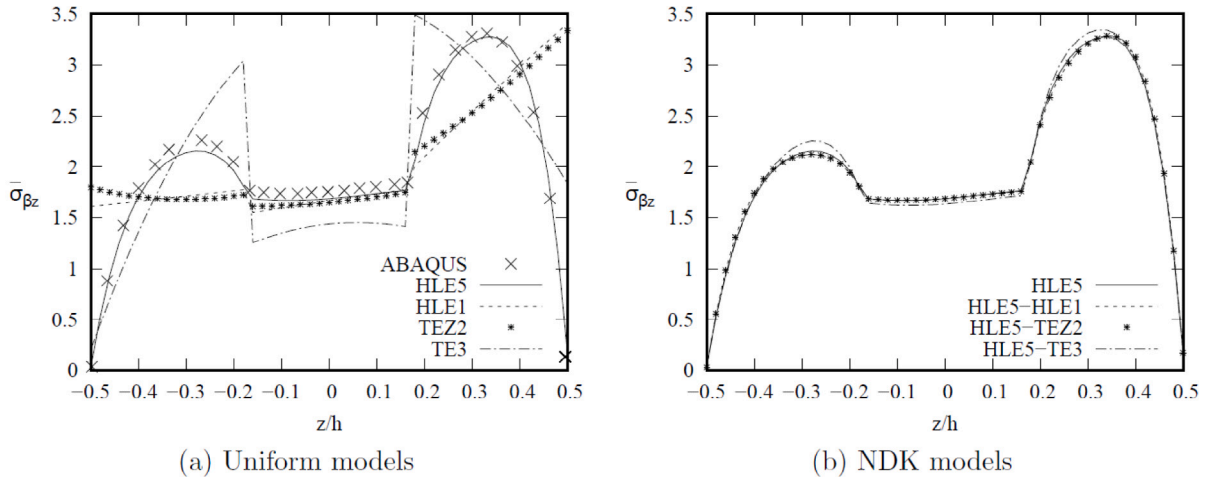 3.5
3
2.5
2
1.5
1
0.5
0
σ̅βz
ABAQUS
HLE5
HLE1
TEZ2
TE3
−0.5 −0.4 −0.3 −0.2 −0.1 0 0.1 0.2 0.3 0.4 0.5
z/h
(a) Uniform models
3.5
3
2.5
2
1.5
1
0.5
0
σ̅βz
HLE5
HLE5−HLE1
HLE5−TEZ2
HLE5−TE3
−0.5 −0.4 −0.3 −0.2 −0.1 0 0.1 0.2 0.3 0.4 0.5
z/h
(b) NDK models